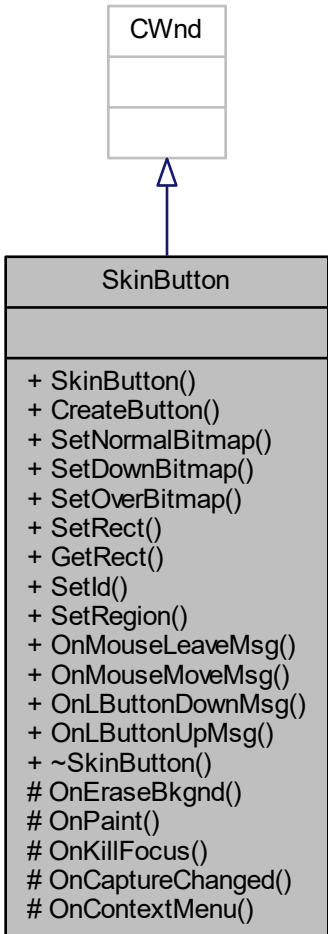 CWnd
SkinButton
+ SkinButton()
+ CreateButton()
+ SetNormalBitmap()
+ SetDownBitmap()
+ SetOverBitmap()
+ SetRect()
+ GetRect()
+ SetId()
+ SetRegion()
+ OnMouseLeaveMsg()
+ OnMouseMoveMsg()
+ OnLButtonDownMsg()
+ OnLButtonUpMsg()
+ ~SkinButton()
# OnEraseBkgnd()
# OnPaint()
# OnKillFocus()
# OnCaptureChanged()
# OnContextMenu()